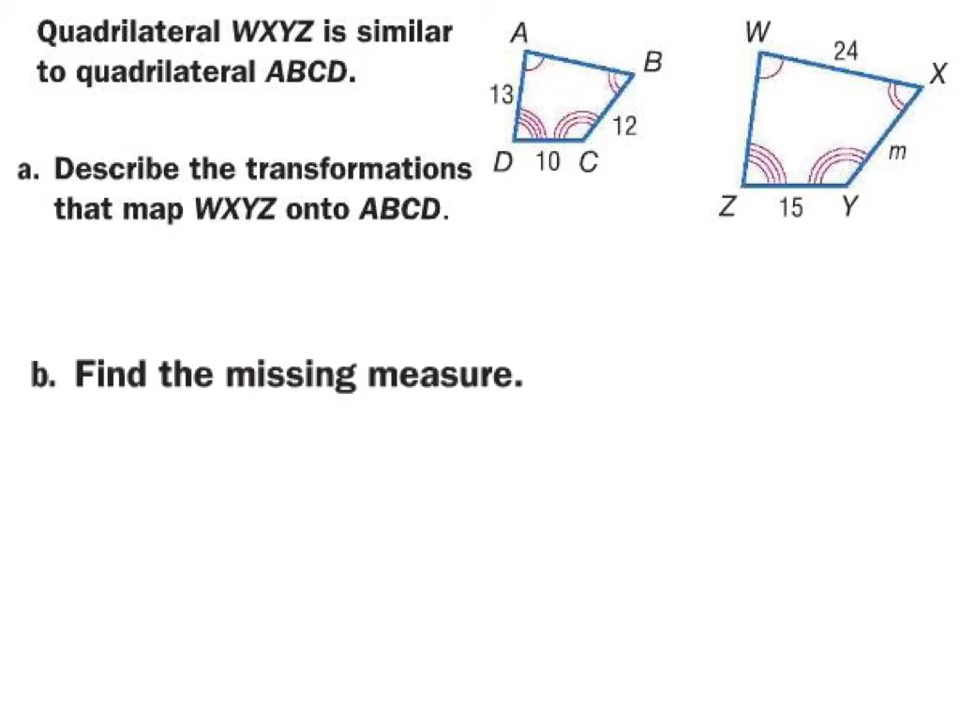 Quadrilateral WXYZ is similar
to quadrilateral ABCD.
a. Describe the transformations
that map WXYZ onto ABCD.
A
B
13
12
D 10 C
W
24
X
m
Z 15 Y
b. Find the missing measure.